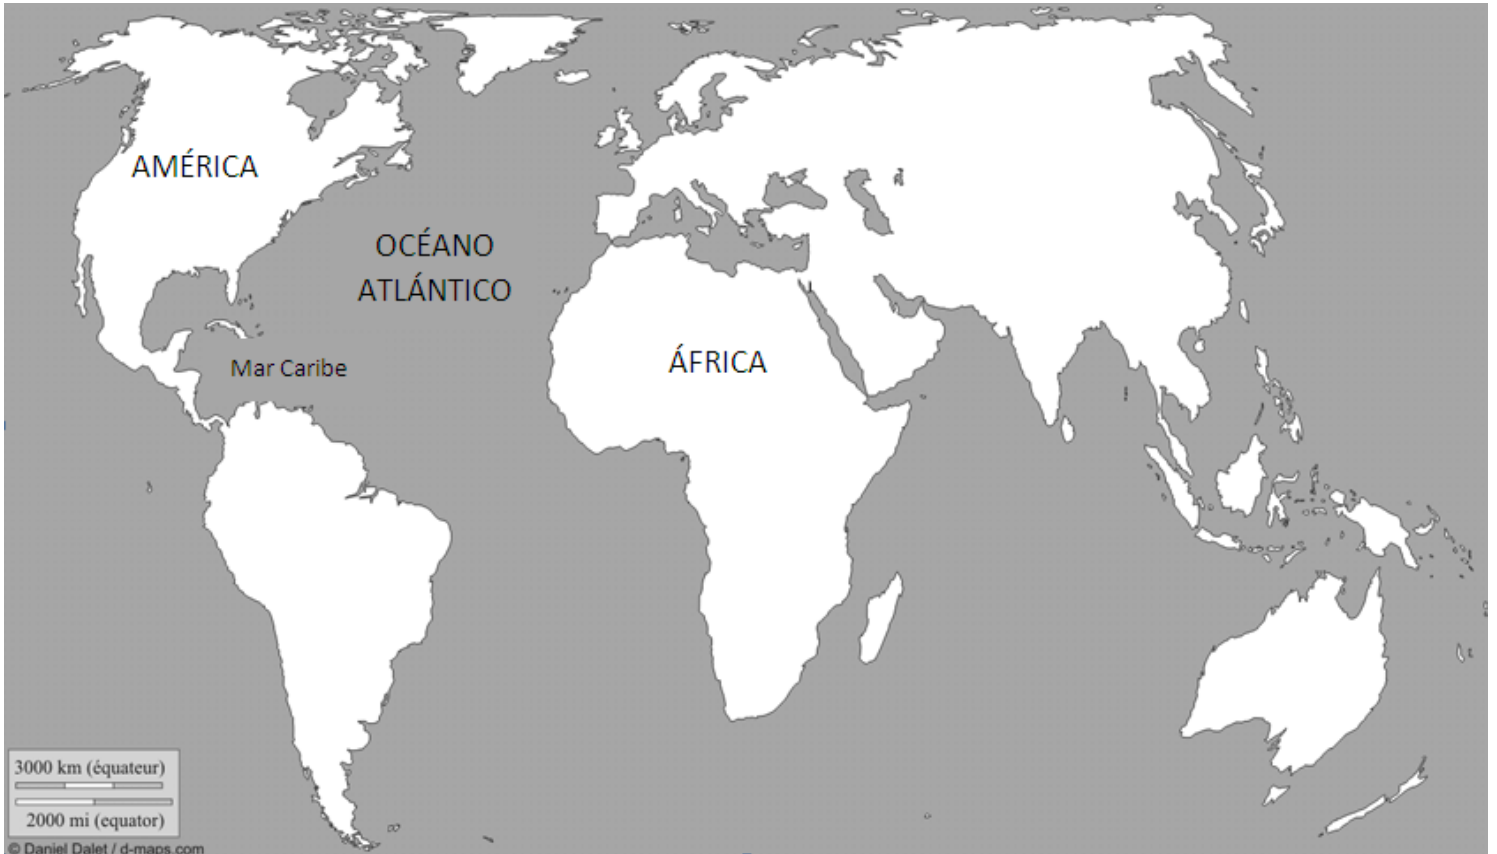 AMÉRICA
OCÉANO
ATLÁNTICO
Mar Caribe
ÁFRICA
3000 km (équateur)
2000 mi (equator)
© Daniel Dalet / d-maps.com